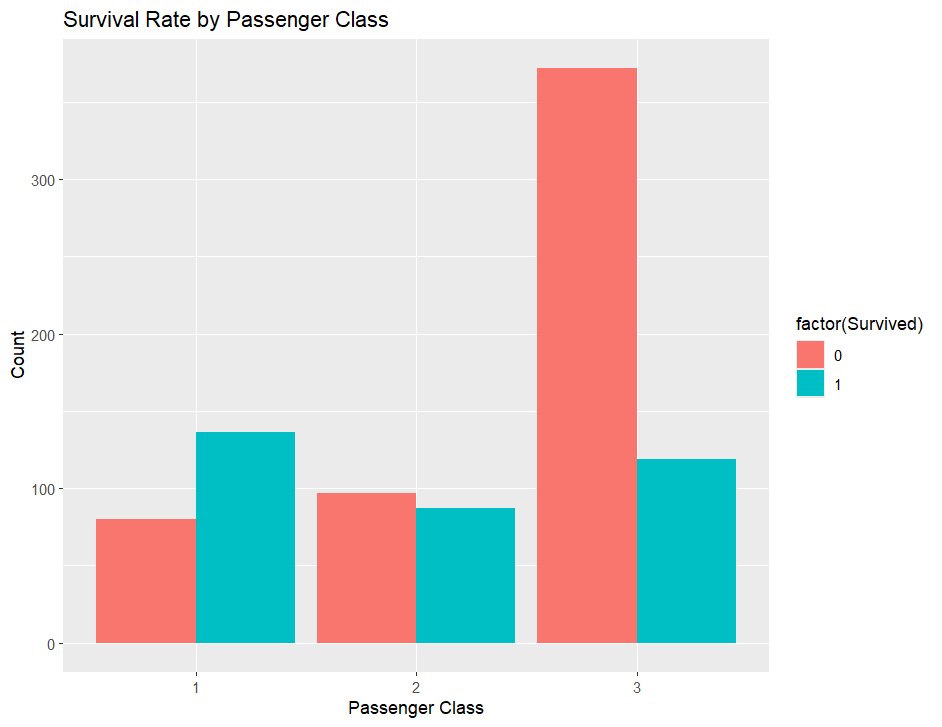 Survival Rate by Passenger Class
300
200
100
0
Count
1 2 3
Passenger Class
factor(Survived)
0
1